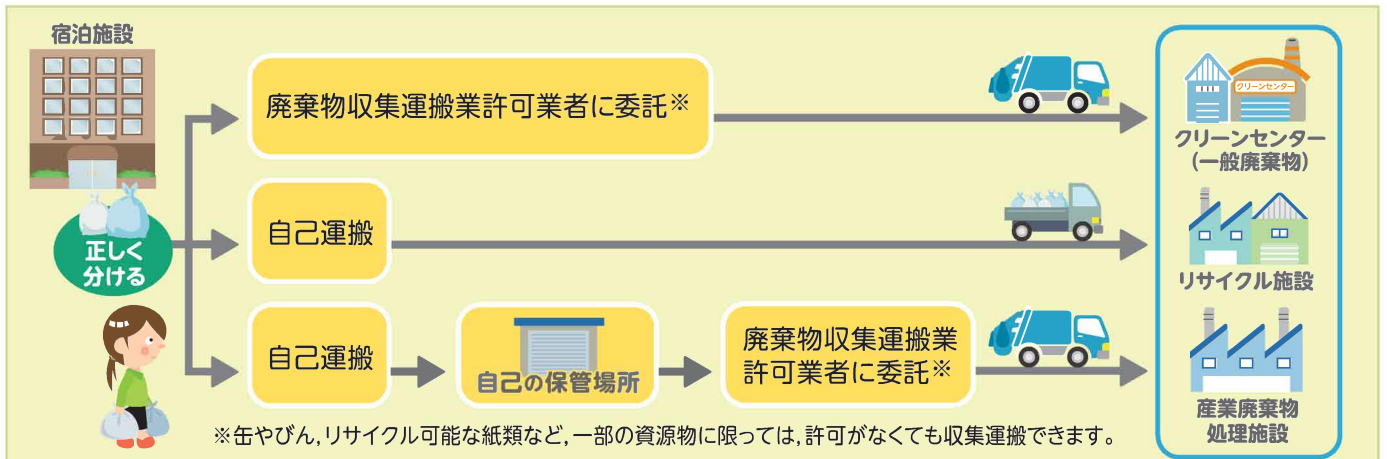 宿泊施設
正しく
分ける
廃棄物収集運搬業許可業者に委託※
自己運搬
自己運搬
自己の保管場所
廃棄物収集運搬業
許可業者に委託※
クリーンセンター
クリーンセンター
(一般廃棄物)
リサイクル施設
産業廃棄物
処理施設
※缶やびん,リサイクル可能な紙類など,一部の資源物に限っては,許可がなくても収集運搬できます。